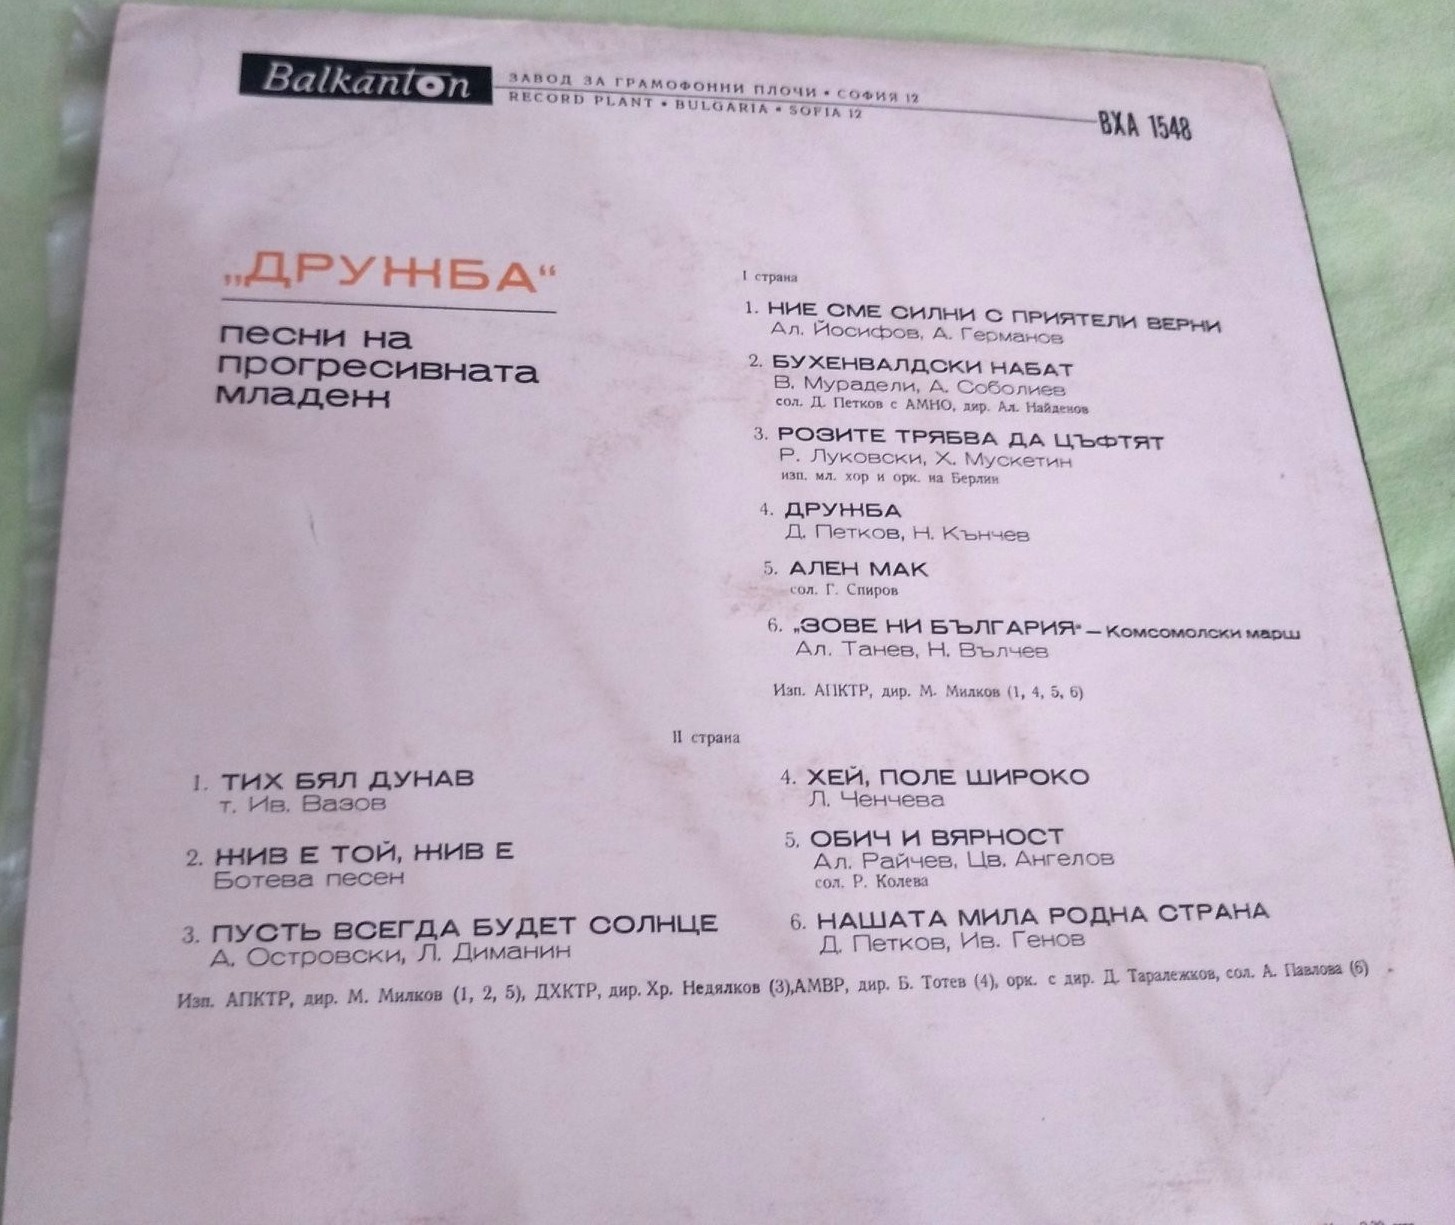 Balkanton
ЗАВОД ЗА ГРАМОФОННИ ПЛОЧИ • СОФИЯ 12
RECORD PLANT • BULGARIA • SOFIA 12
ВХА 1548
„ДРУЖБА“
песни на
прогресивната
младеж
I страна
1. НИЕ СМЕ СИЛНИ С ПРИЯТЕЛИ ВЕРНИ
Ал. Йосифов, А. Германов
2. БУХЕНВАЛДСКИ НАБАТ
В. Мурадели, А. Соболиев
сол. Д. Петков с АМНО, дир. Ал. Найденов
3. РОЗИТЕ ТРЯБВА ДА ЦЪФТЯТ
Р. Луковски, Х. Мускетин
изп. мл. хор и орк. на Берлин
4. ДРУЖБА
Д. Петков, Н. Кънчев
5. АЛЕН МАК
сол. Г. Спиров
6. „ЗОВЕ НИ БЪЛГАРИЯ“ – Комсомолски марш
Ал. Танев, Н. Вълчев
Изп. АПКТР, дир. М. Милков (1, 4, 5, 6)
II страна
1. ТИХ БЯЛ ДУНАВ
т. Ив. Вазов
2. ЖИВ Е ТОЙ, ЖИВ Е
Ботева песен
3. ПУСТЬ ВСЕГДА БУДЕТ СОЛНЦЕ
А. Островски, Л. Диманин
4. ХЕЙ, ПОЛЕ ШИРОКО
Л. Ченчева
5. ОБИЧ И ВЯРНОСТ
Ал. Райчев, Цв. Ангелов
сол. Р. Колева
6. НАШАТА МИЛА РОДНА СТРАНА
Д. Петков, Ив. Генов
Изп. АПКТР, дир. М. Милков (1, 2, 5), ДХКТР, дир. Хр. Недялков (3),АМВР, дир. Б. Тотев (4), орк. с дир. Д. Таралежков, сол. А. Павлова (6)